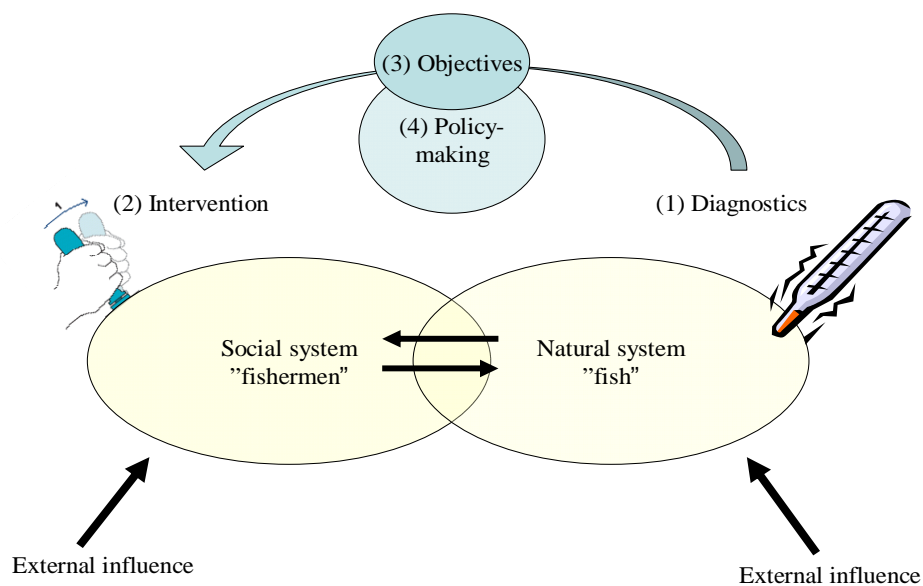 (3) Objectives
(4) Policy-
making
(2) Intervention
(1) Diagnostics
Social system
”fishermen”
Natural system
”fish”
External influence
External influence